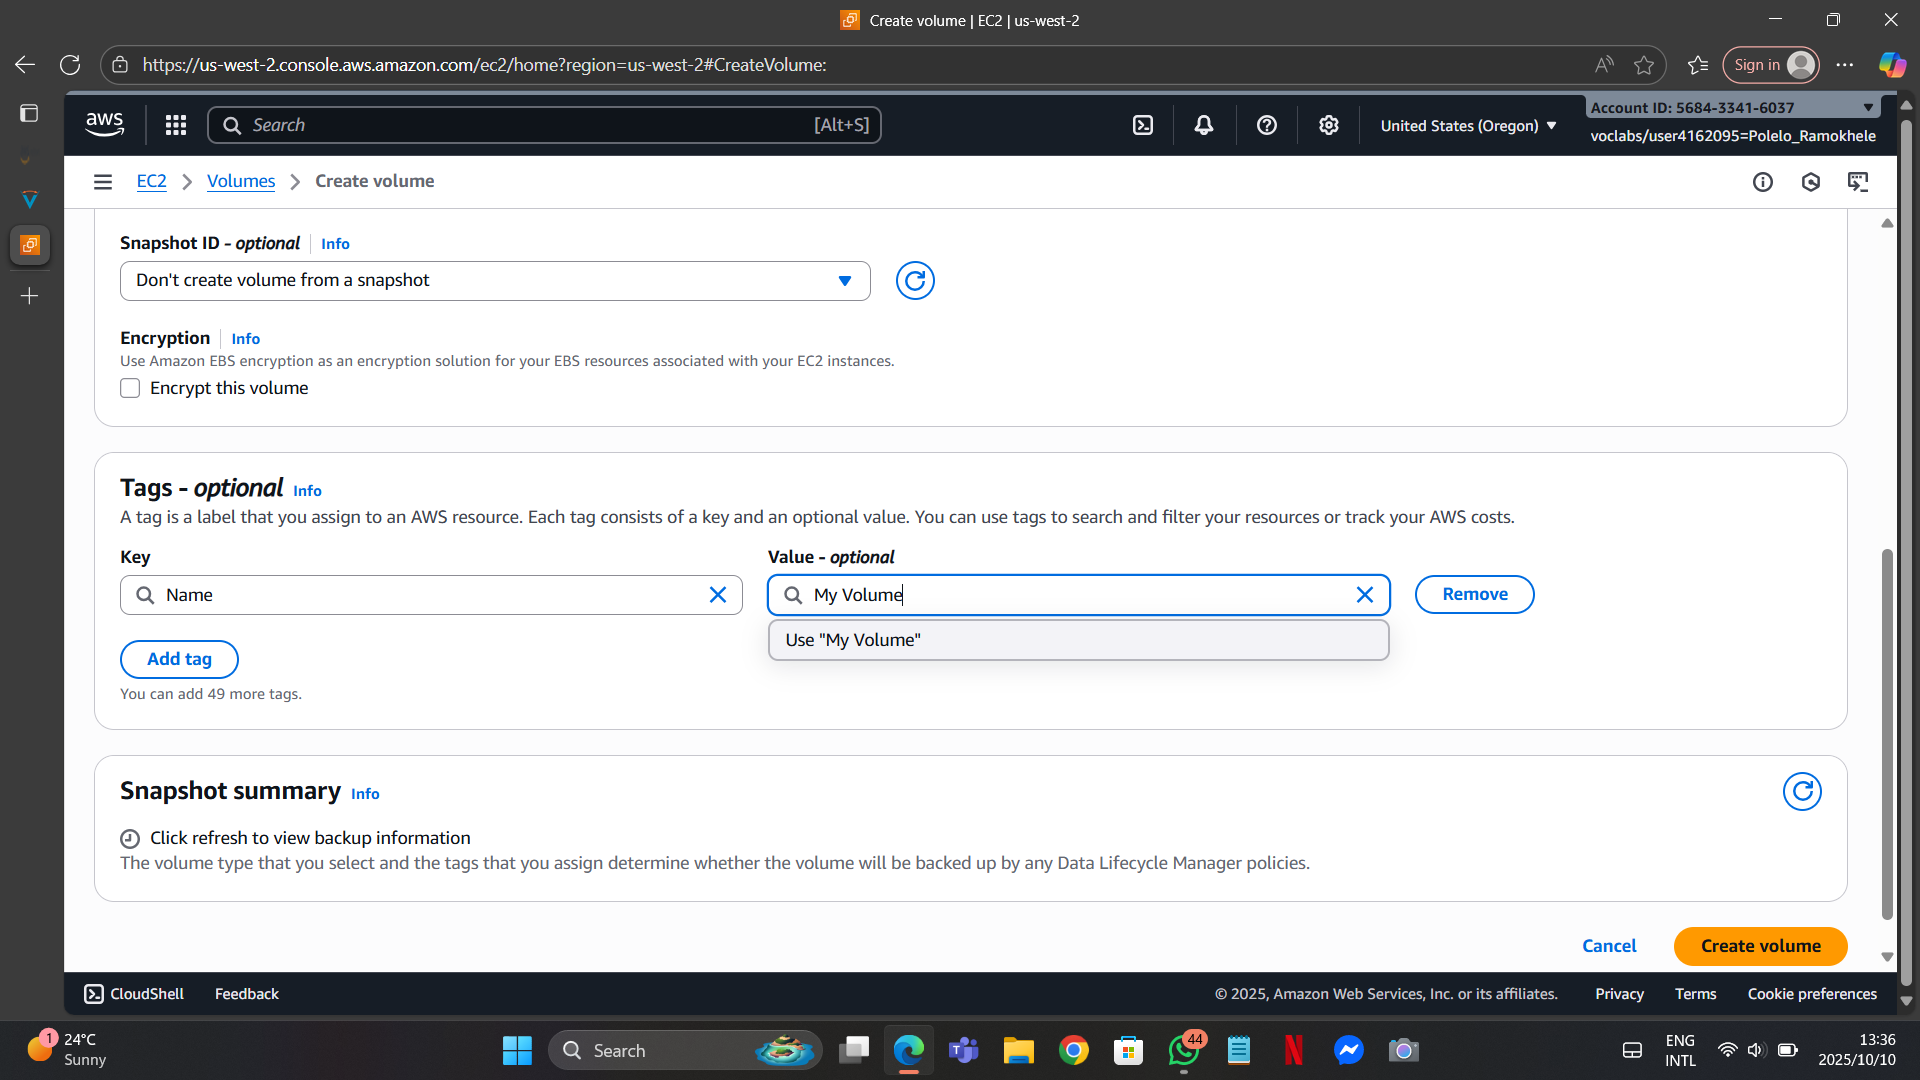 Create volume | EC2 | us-west-2
https://us-west-2.console.aws.amazon.com/ec2/home?region=us-west-2#CreateVolume:
Sign in
aws
Search
[Alt+S]
United States (Oregon)
Account ID: 5684-3341-6037
voclabs/user4162095=Polelo_Ramokhele
EC2
Volumes
Create volume
Snapshot ID - optional
Info
Don't create volume from a snapshot
Encryption
Info
Use Amazon EBS encryption as an encryption solution for your EBS resources associated with your EC2 instances.
Encrypt this volume
Tags - optional
Info
A tag is a label that you assign to an AWS resource. Each tag consists of a key and an optional value. You can use tags to search and filter your resources or track your AWS costs.
Key
Value - optional
Name
My Volume
Remove
Use "My Volume"
Add tag
You can add 49 more tags.
Snapshot summary
Info
Click refresh to view backup information
The volume type that you select and the tags that you assign determine whether the volume will be backed up by any Data Lifecycle Manager policies.
Cancel
Create volume
CloudShell
Feedback
© 2025, Amazon Web Services, Inc. or its affiliates.
Privacy
Terms
Cookie preferences
1
24°C
Sunny
Search
44
ENG
INTL
13:36
2025/10/10